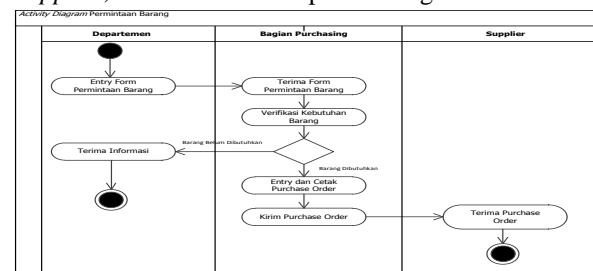 Activity Diagram Permintaan Barang
Departemen
Bagian Purchasing
Supplier
Entry Form
Permintaan Barang
Terima Form
Permintaan Barang
Verifikasi Kebutuhan
Barang
Barang Belum Dibutuhkan
Terima Informasi
Barang Dibutuhkan
Entry dan Cetak
Purchase Order
Kirim Purchase Order
Terima Purchase
Order